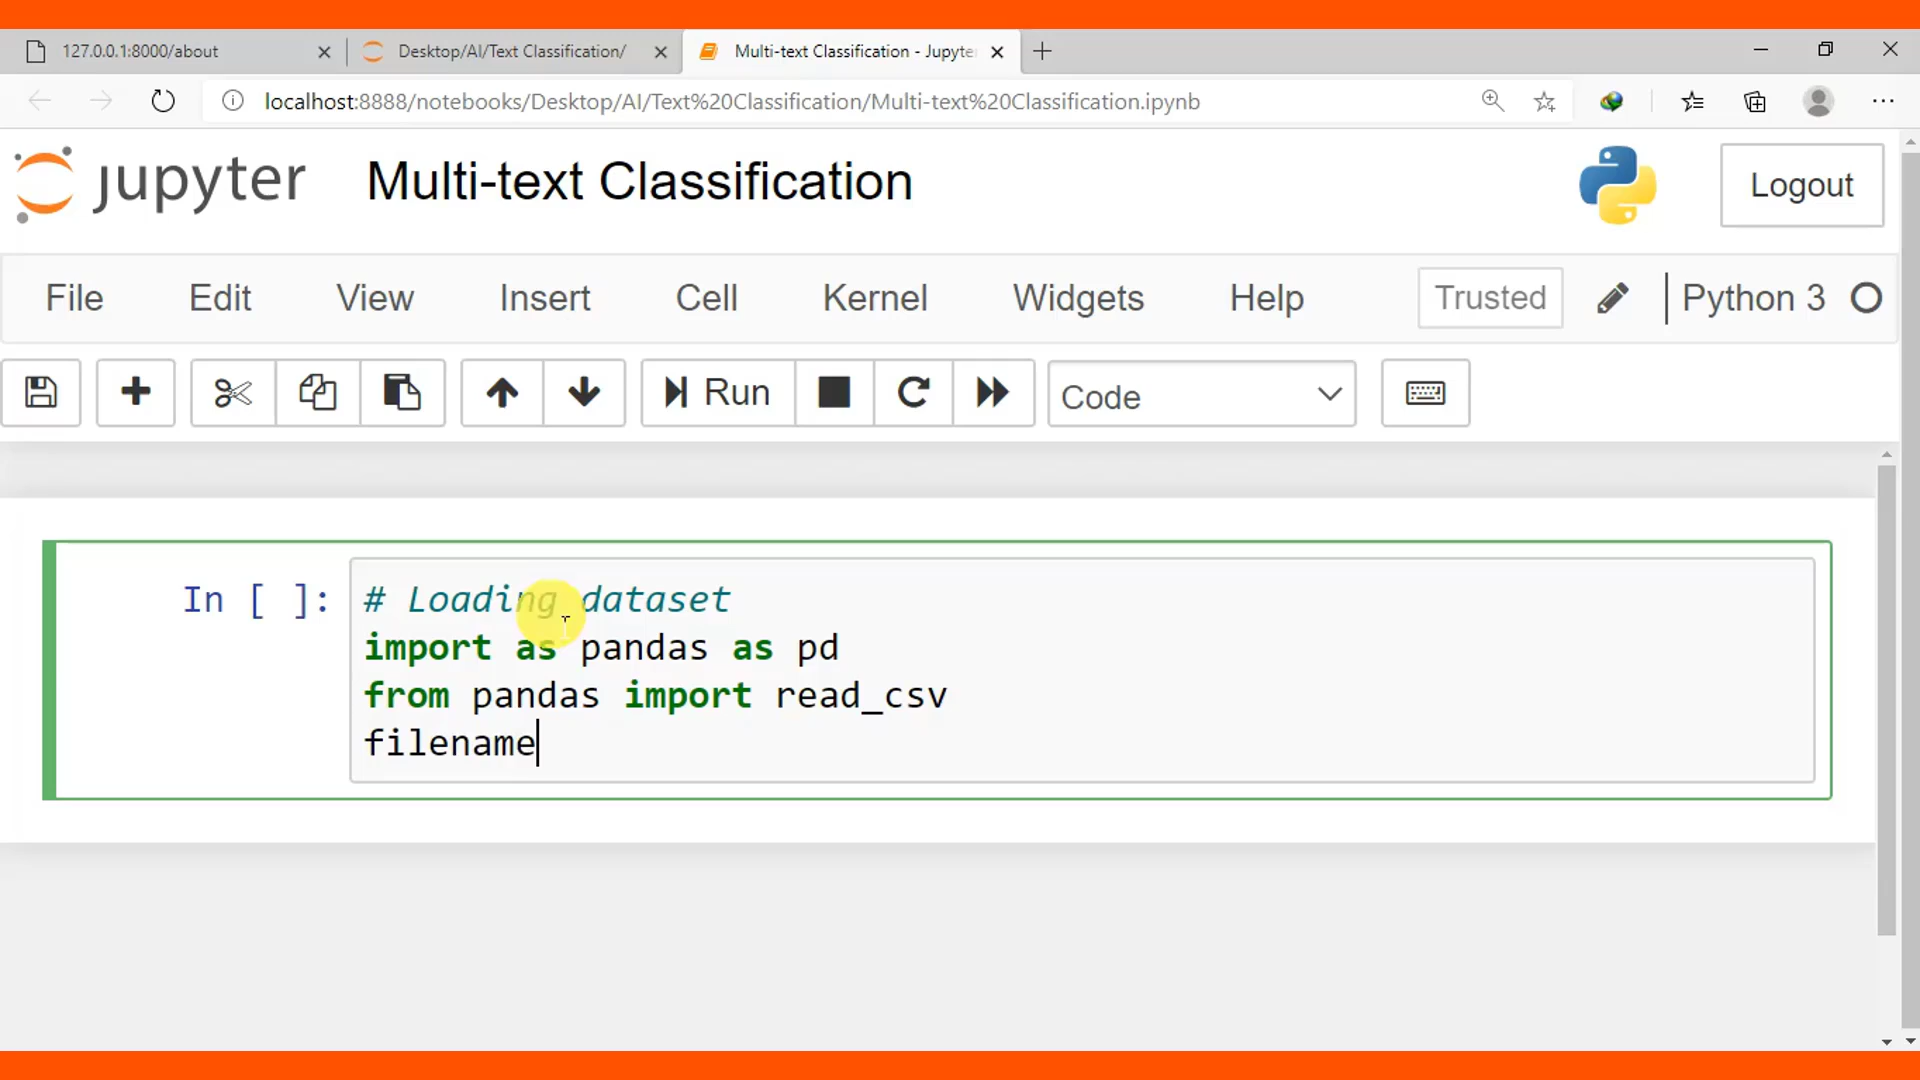 127.0.0.1:8000/about
Desktop/AI/Text Classification/
Multi-text Classification - Jupyte
localhost:8888/notebooks/Desktop/AI/Text%20Classification/Multi-text%20Classification.ipynb
jupyter Multi-text Classification
Logout
File Edit View Insert Cell Kernel Widgets Help Trusted Python 3
Run Code
In [ ]: # Loading dataset
import as pandas as pd
from pandas import read_csv
filename